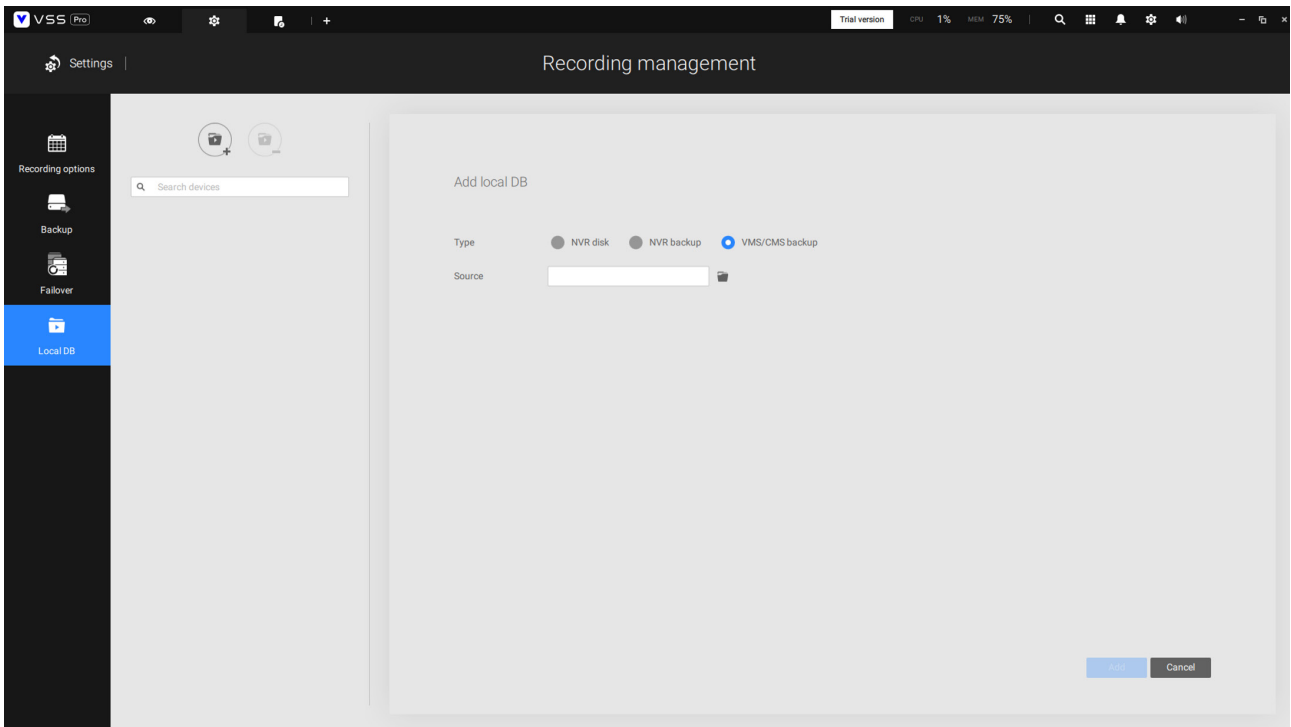 VSS Pro
Trial version CPU 1% MEM 75%
Settings
Recording management
Recording options
Backup
Failover
Local DB
Search devices
Add local DB
Type NVR disk NVR backup VMS/CMS backup
Source
Add Cancel